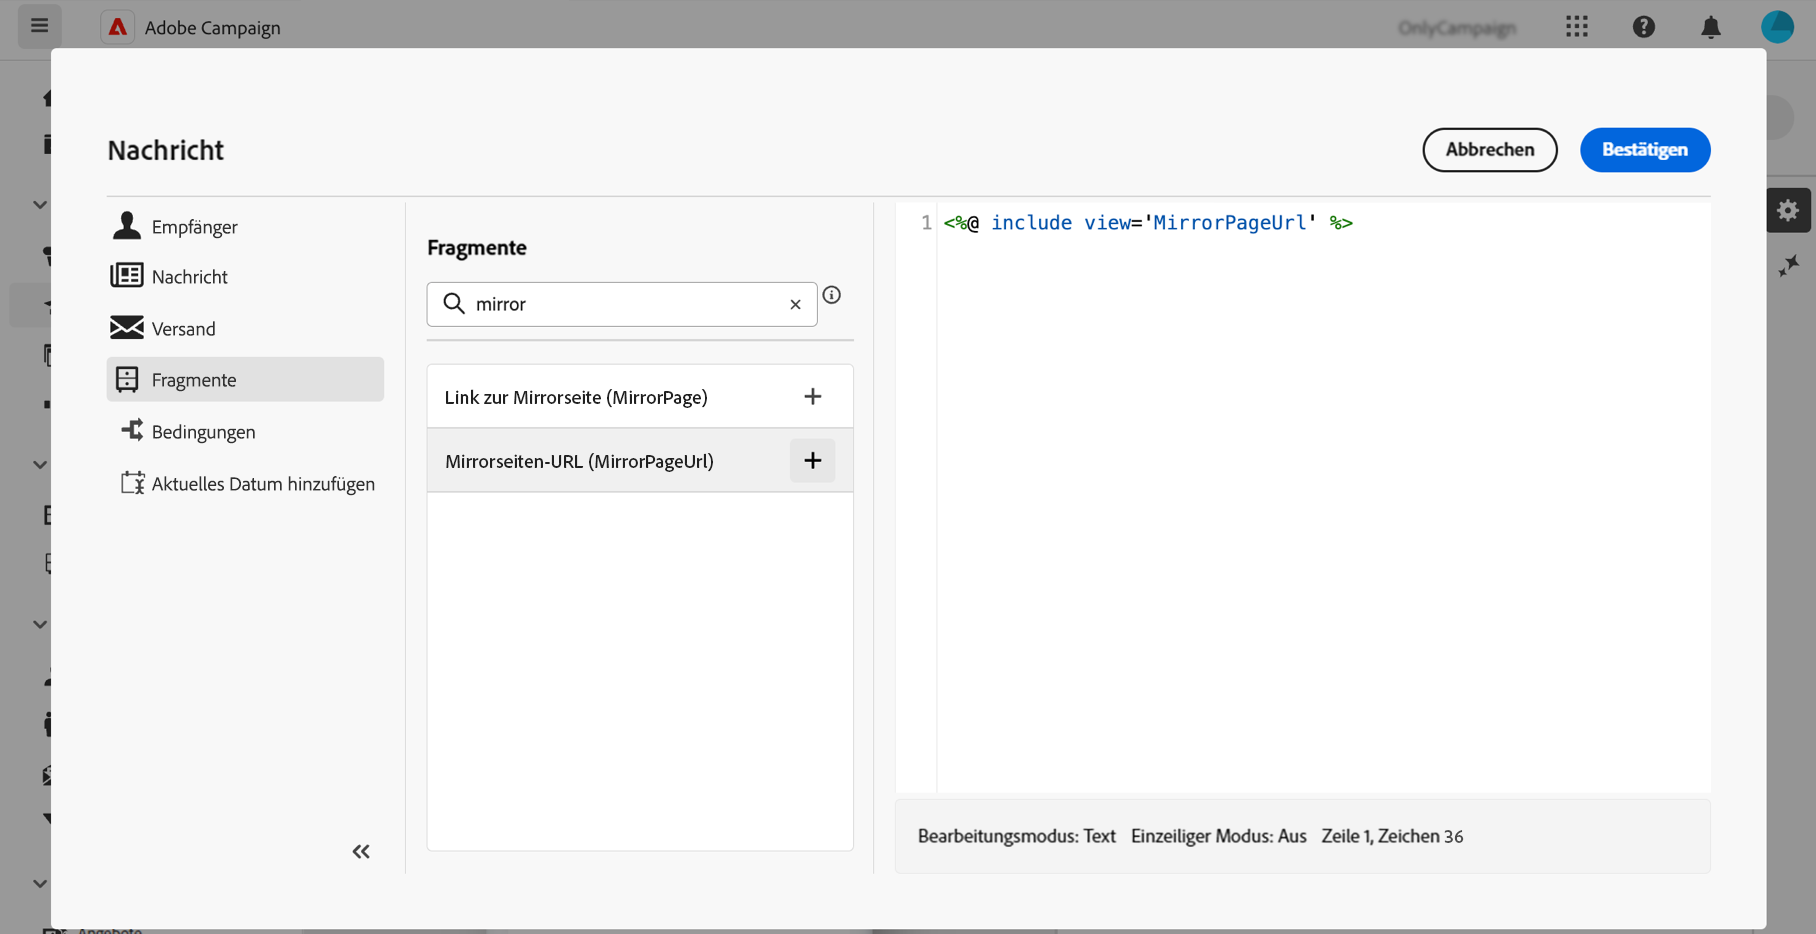 Adobe Campaign
OnlyCampaign
Nachricht
Abbrechen
Bestätigen
Empfänger
Nachricht
Versand
Fragmente
Bedingungen
Aktuelles Datum hinzufügen
Fragmente
mirror
Link zur Mirrorseite (MirrorPage)
Mirrorseiten-URL (MirrorPageUrl)
1 <%@ include view='MirrorPageUrl' %>
Bearbeitungsmodus: Text Einzeiliger Modus: Aus Zeile 1, Zeichen 36
Angebote